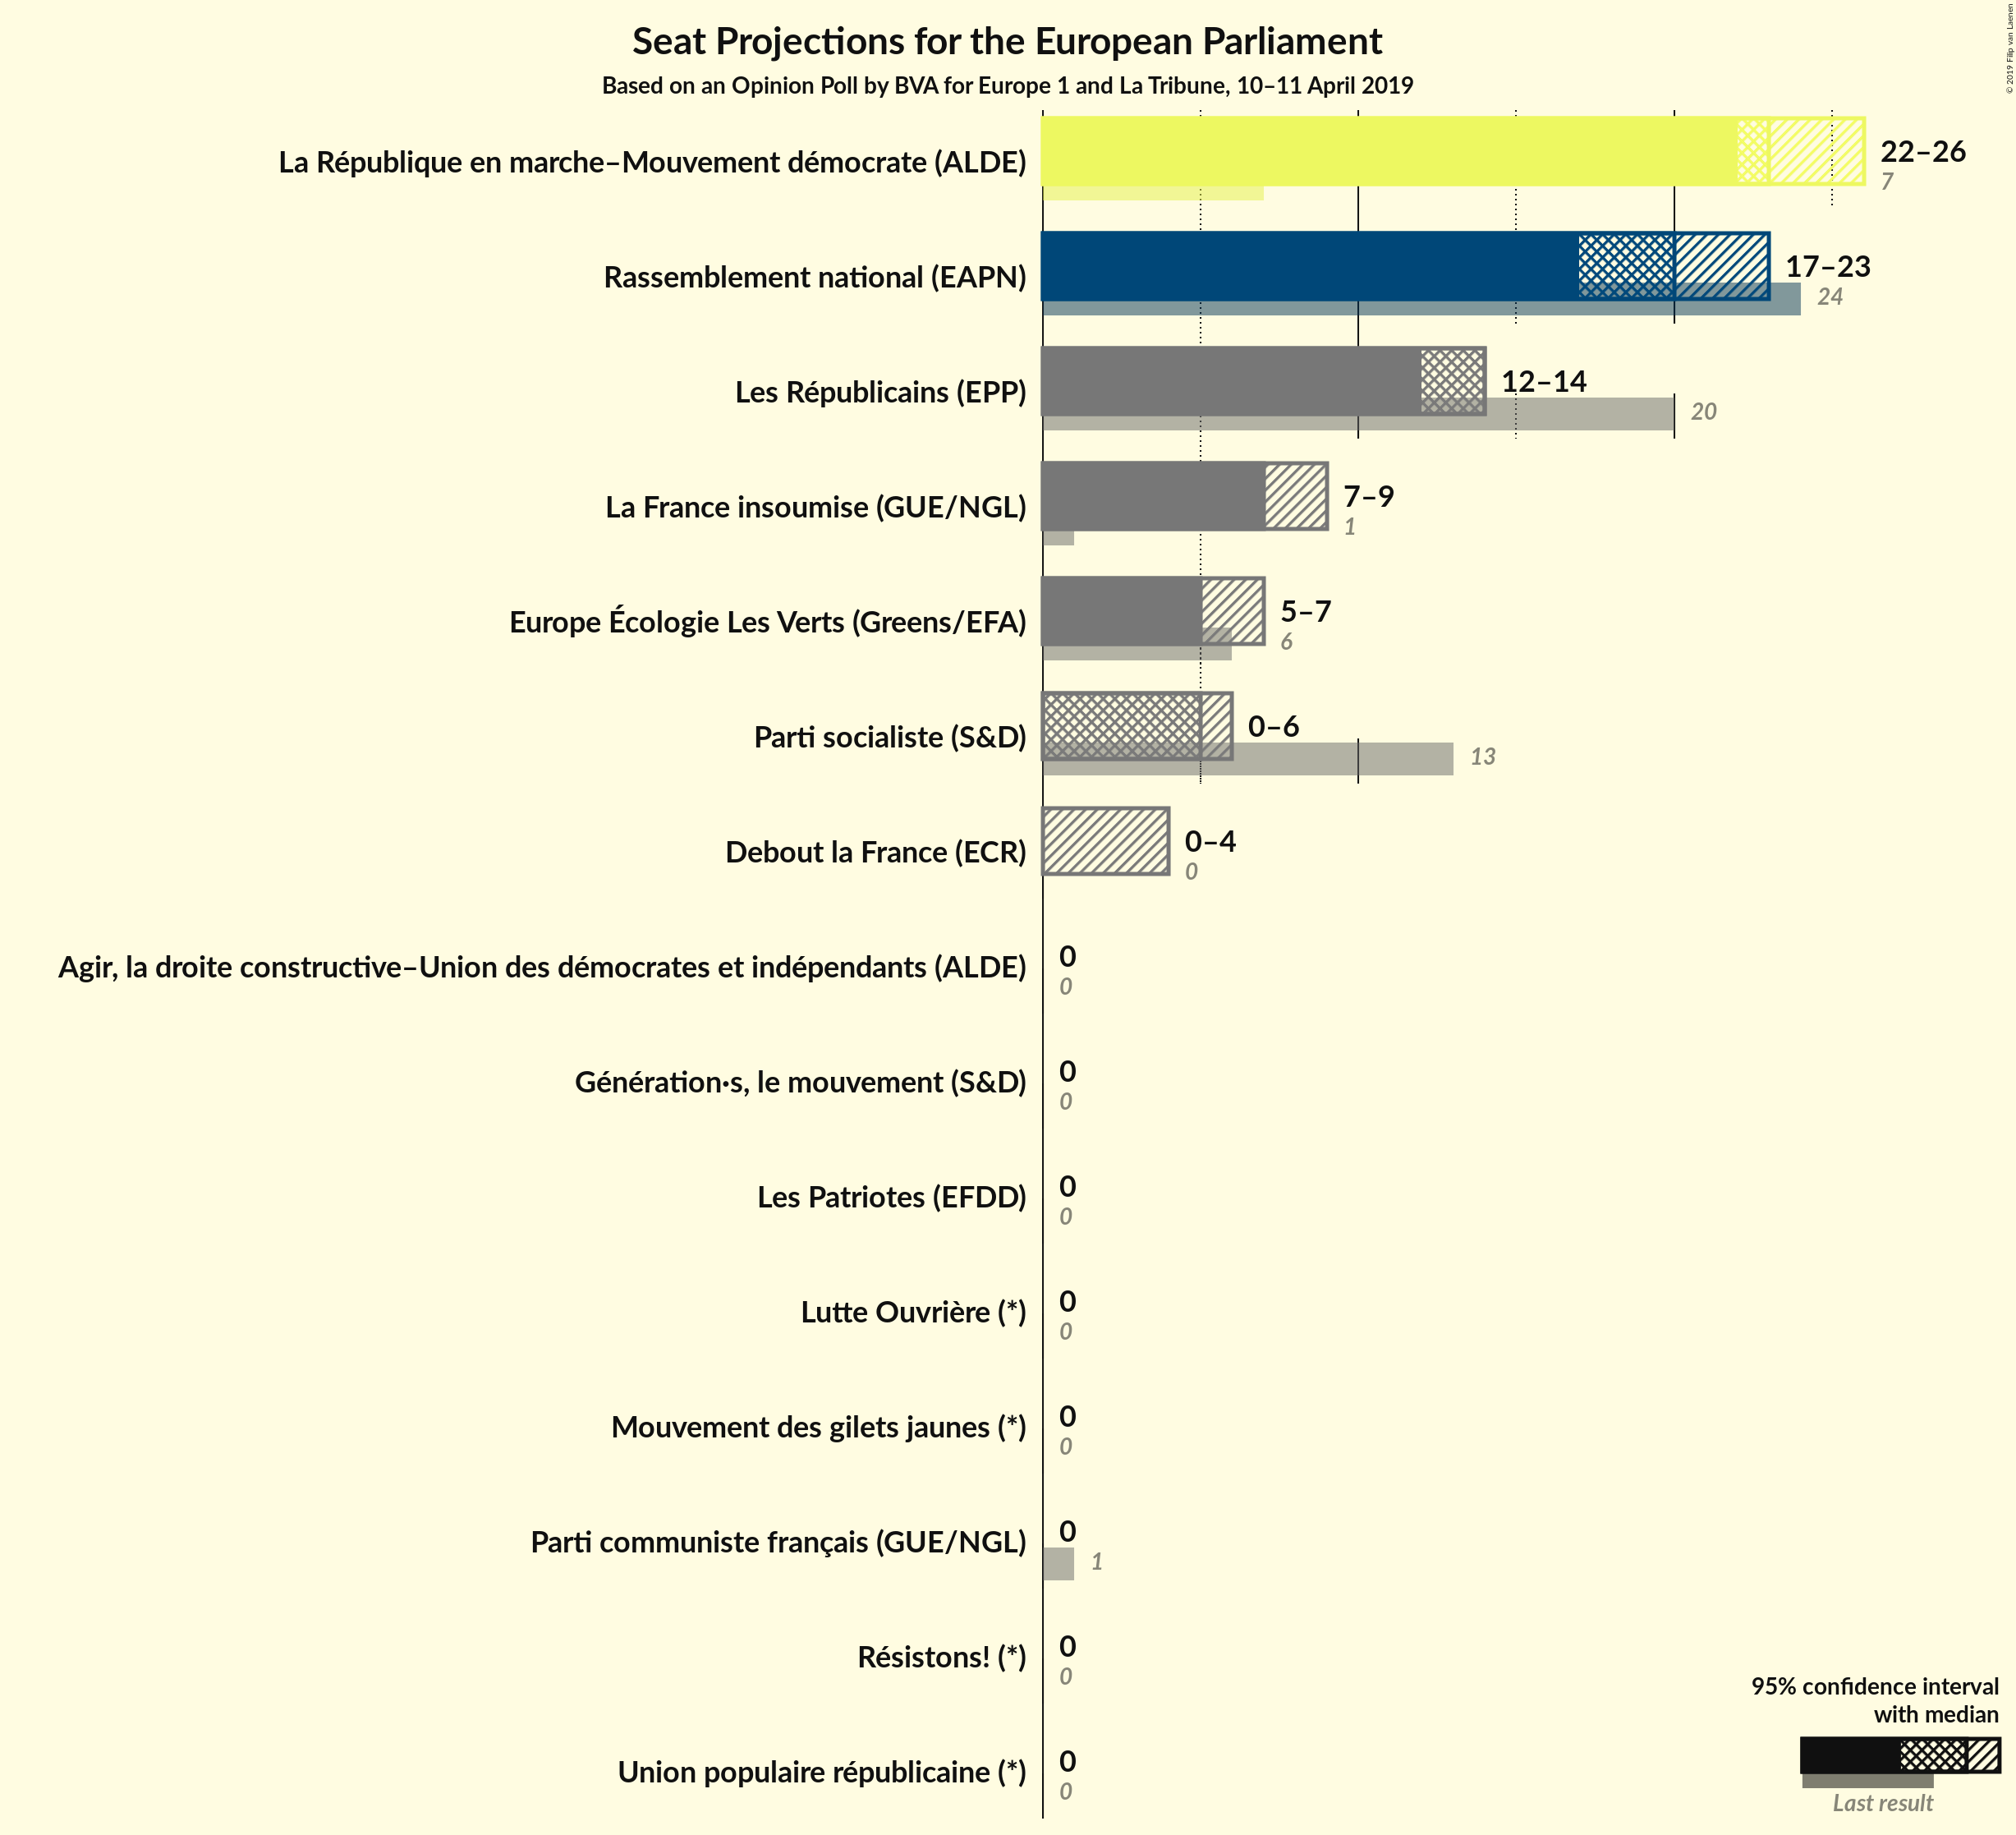 Seat Projections for the European Parliament
Based on an Opinion Poll by BVA for Europe 1 and La Tribune, 10–11 April 2019
© 2019 Filip van Laenen
La République en marche–Mouvement démocrate (ALDE)
22–26
7
Rassemblement national (EAPN)
17–23
24
Les Républicains (EPP)
12–14
20
La France insoumise (GUE/NGL)
7–9
1
Europe Écologie Les Verts (Greens/EFA)
5–7
6
Parti socialiste (S&D)
0–6
13
Debout la France (ECR)
0–4
0
Agir, la droite constructive–Union des démocrates et indépendants (ALDE)
0
0
Génération·s, le mouvement (S&D)
0
0
Les Patriotes (EFDD)
0
0
Lutte Ouvrière (*)
0
0
Mouvement des gilets jaunes (*)
0
0
Parti communiste français (GUE/NGL)
0
1
Résistons! (*)
0
0
Union populaire républicaine (*)
0
0
95% confidence interval
with median
Last result